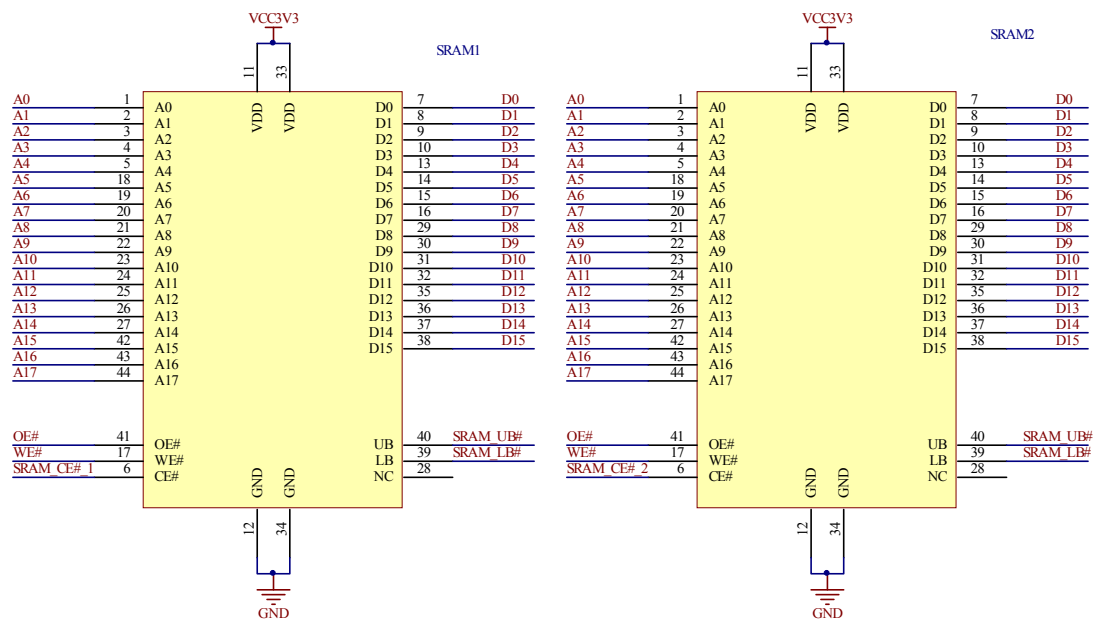 VCC3V3 VCC3V3
SRAM1 SRAM2
11 33 11 33
VDD VDD VDD VDD
A0 1 A0 D0 7 D0 A0 1 A0 D0 7 D0
A1 2 A1 D1 8 D1 A1 2 A1 D1 8 D1
A2 3 A2 D2 9 D2 A2 3 A2 D2 9 D2
A3 4 A3 D3 10 D3 A3 4 A3 D3 10 D3
A4 5 A4 D4 13 D4 A4 5 A4 D4 13 D4
A5 18 A5 D5 14 D5 A5 18 A5 D5 14 D5
A6 19 A6 D6 15 D6 A6 19 A6 D6 15 D6
A7 20 A7 D7 16 D7 A7 20 A7 D7 16 D7
A8 21 A8 D8 29 D8 A8 21 A8 D8 29 D8
A9 22 A9 D9 30 D9 A9 22 A9 D9 30 D9
A10 23 A10 D10 31 D10 A10 23 A10 D10 31 D10
A11 24 A11 D11 32 D11 A11 24 A11 D11 32 D11
A12 25 A12 D12 35 D12 A12 25 A12 D12 35 D12
A13 26 A13 D13 36 D13 A13 26 A13 D13 36 D13
A14 27 A14 D14 37 D14 A14 27 A14 D14 37 D14
A15 42 A15 D15 38 D15 A15 42 A15 D15 38 D15
A16 43 A16 A16 43 A16
A17 44 A17 A17 44 A17
OE# 41 OE# UB 40 SRAM_UB# OE# 41 OE# UB 40 SRAM_UB#
WE# 17 WE# LB 39 SRAM_LB# WE# 17 WE# LB 39 SRAM_LB#
SRAM_CE#_1 6 CE# NC 28 SRAM_CE#_2 6 CE# NC 28
GND GND GND GND
12 34 12 34
GND GND